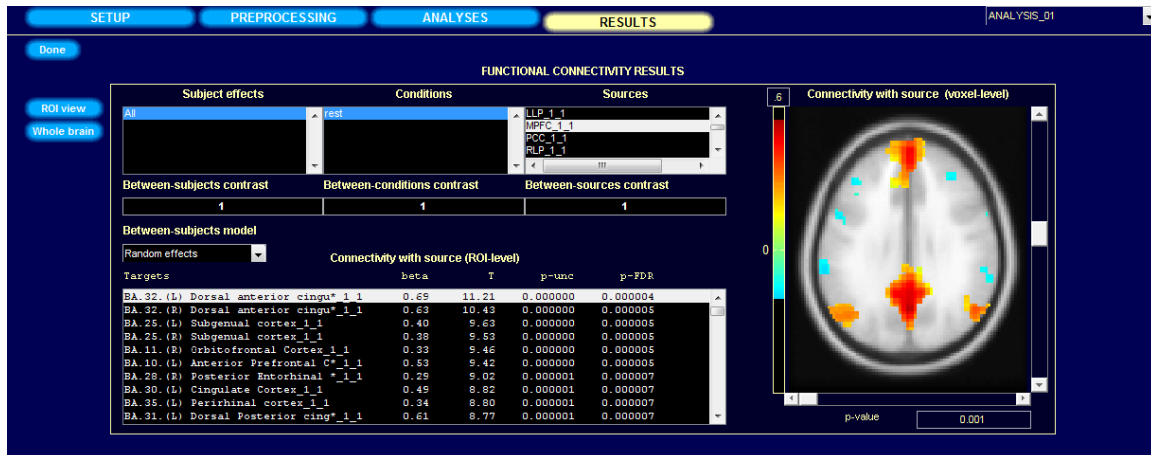 SETUP PREPROCESSING ANALYSES RESULTS ANALYSIS_01
Done
FUNCTIONAL CONNECTIVITY RESULTS
Subject effects Conditions Sources .6 Connectivity with source (voxel-level)
ROI view
Whole brain
All rest LLP_1_1
MPFC_1_1
PCC_1_1
RLP_1_1
Between-subjects contrast Between-conditions contrast Between-sources contrast
1 1 1
Between-subjects model
Random effects
0
Connectivity with source (ROI-level)
Targets beta T p-unc p-FDR
BA.32.(L) Dorsal anterior cingu*_1_1 0.69 11.21 0.000000 0.000004
BA.32.(R) Dorsal anterior cingu*_1_1 0.63 10.43 0.000000 0.000005
BA.25.(L) Subgenual cortex_1_1 0.40 9.63 0.000000 0.000005
BA.25.(R) Subgenual cortex_1_1 0.38 9.53 0.000000 0.000005
BA.11.(R) Orbitofrontal Cortex_1_1 0.33 9.46 0.000000 0.000005
BA.10.(L) Anterior Prefrontal C*_1_1 0.53 9.42 0.000000 0.000005
BA.28.(R) Posterior Entorhinal *_1_1 0.29 9.02 0.000001 0.000007
BA.30.(L) Cingulate Cortex_1_1 0.49 8.82 0.000001 0.000007
BA.35.(L) Perirhinal cortex_1_1 0.34 8.80 0.000001 0.000007
BA.31.(L) Dorsal Posterior cing*_1_1 0.61 8.77 0.000001 0.000007
p-value 0.001